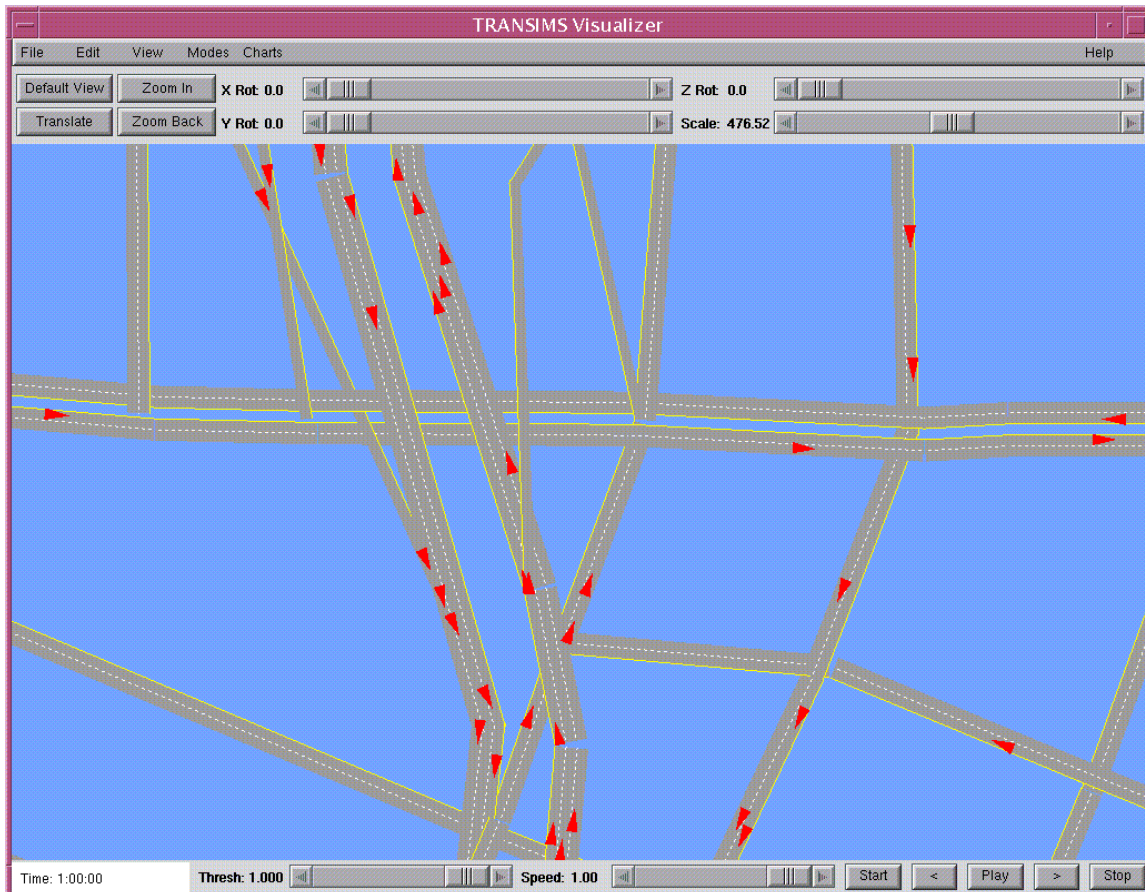 TRANSIMS Visualizer
File Edit View Modes Charts Help
Default View Zoom In X Rot: 0.0 Z Rot: 0.0
Translate Zoom Back Y Rot: 0.0 Scale: 476.52
Time: 1:00:00 Thresh: 1.000 Speed: 1.00 Start < Play > Stop